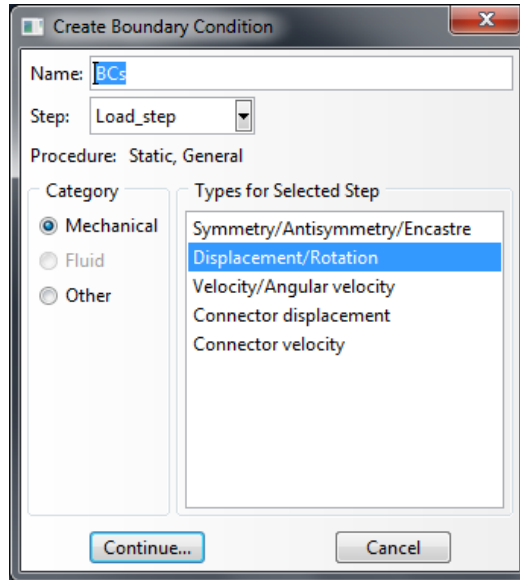 Create Boundary Condition
X
Name: BCs
Step: Load_step
Procedure: Static, General
Category
Mechanical
Fluid
Other
Types for Selected Step
Symmetry/Antisymmetry/Encastre
Displacement/Rotation
Velocity/Angular velocity
Connector displacement
Connector velocity
Continue...
Cancel